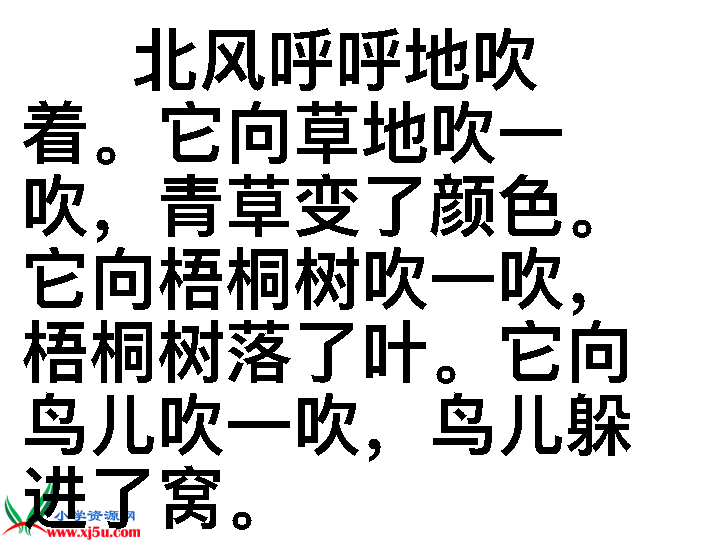 北风呼呼地吹
着。它向草地吹一
吹，青草变了颜色。
它向梧桐树吹一吹，
梧桐树落了叶。它向
鸟儿吹一吹，鸟儿躲
进了窝。
小学资源网
www.xj5u.com